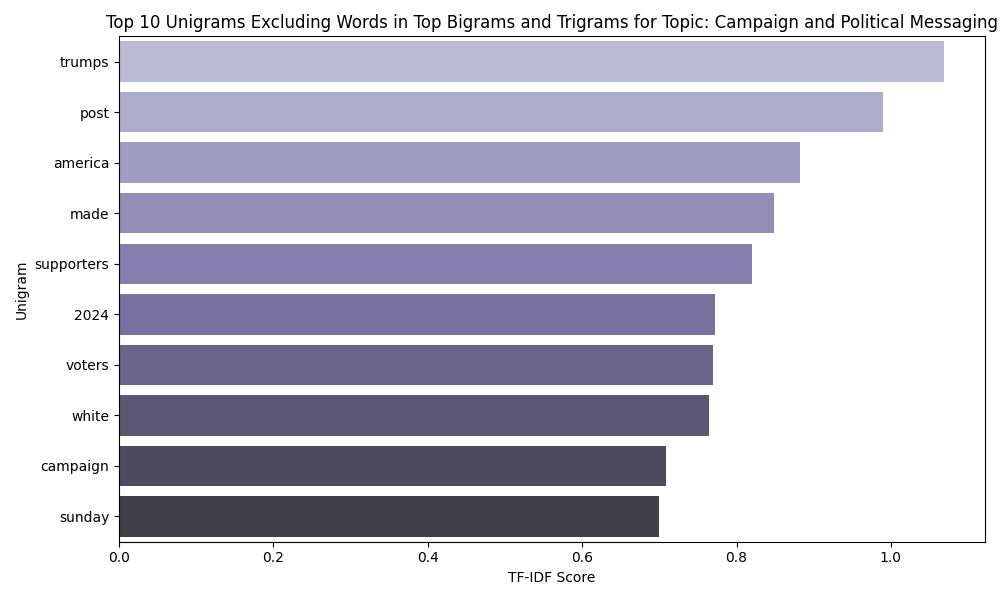 Top 10 Unigrams Excluding Words in Top Bigrams and Trigrams for Topic: Campaign and Political Messaging
trumps
post
america
made
supporters
2024
voters
white
campaign
sunday
Unigram
0.0 0.2 0.4 0.6 0.8 1.0
TF-IDF Score